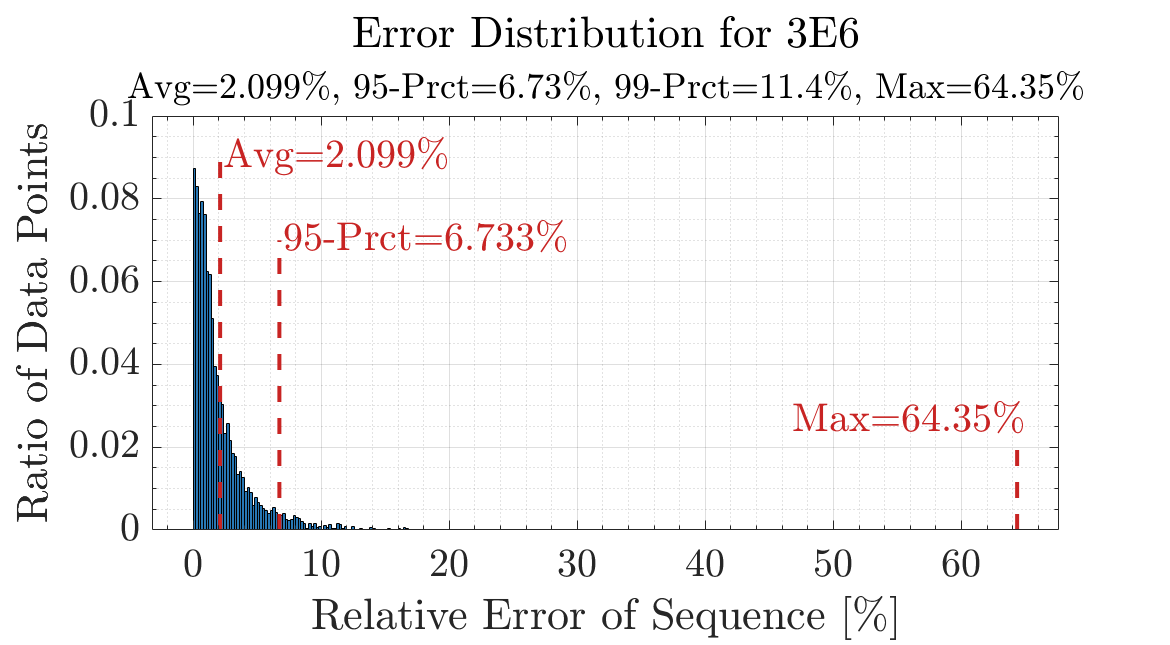 Error Distribution for 3E6
Avg=2.099%, 95-Prct=6.73%, 99-Prct=11.4%, Max=64.35%
0.1
Avg=2.099%
0.08
95-Prct=6.733%
0.06
0.04
Max=64.35%
0.02
0
Ratio of Data Points
0 10 20 30 40 50 60
Relative Error of Sequence [%]